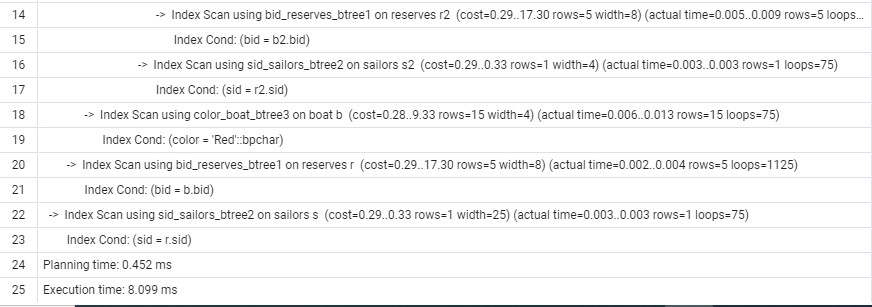 14 -> Index Scan using bid_reserves_btree1 on reserves r2 (cost=0.29..17.30 rows=5 width=8) (actual time=0.005..0.009 rows=5 loops...
15 Index Cond: (bid = b2.bid)
16 -> Index Scan using sid_sailors_btree2 on sailors s2 (cost=0.29..0.33 rows=1 width=4) (actual time=0.003..0.003 rows=1 loops=75)
17 Index Cond: (sid = r2.sid)
18 -> Index Scan using color_boat_btree3 on boat b (cost=0.28..9.33 rows=15 width=4) (actual time=0.006..0.013 rows=15 loops=75)
19 Index Cond: (color = 'Red'::bpchar)
20 -> Index Scan using bid_reserves_btree1 on reserves r (cost=0.29..17.30 rows=5 width=8) (actual time=0.002..0.004 rows=5 loops=1125)
21 Index Cond: (bid = b.bid)
22 -> Index Scan using sid_sailors_btree2 on sailors s (cost=0.29..0.33 rows=1 width=25) (actual time=0.003..0.003 rows=1 loops=75)
23 Index Cond: (sid = r.sid)
24 Planning time: 0.452 ms
25 Execution time: 8.099 ms